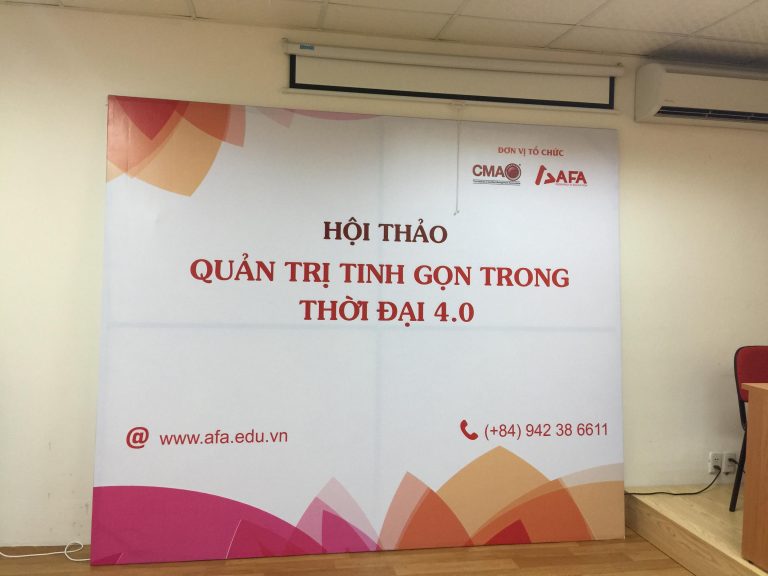 ĐƠN VỊ TỔ CHỨC
CMA AFA
HỘI THẢO
QUẢN TRỊ TINH GỌN TRONG
THỜI ĐẠI 4.0
@ www.afa.edu.vn
(+84) 942 38 6611